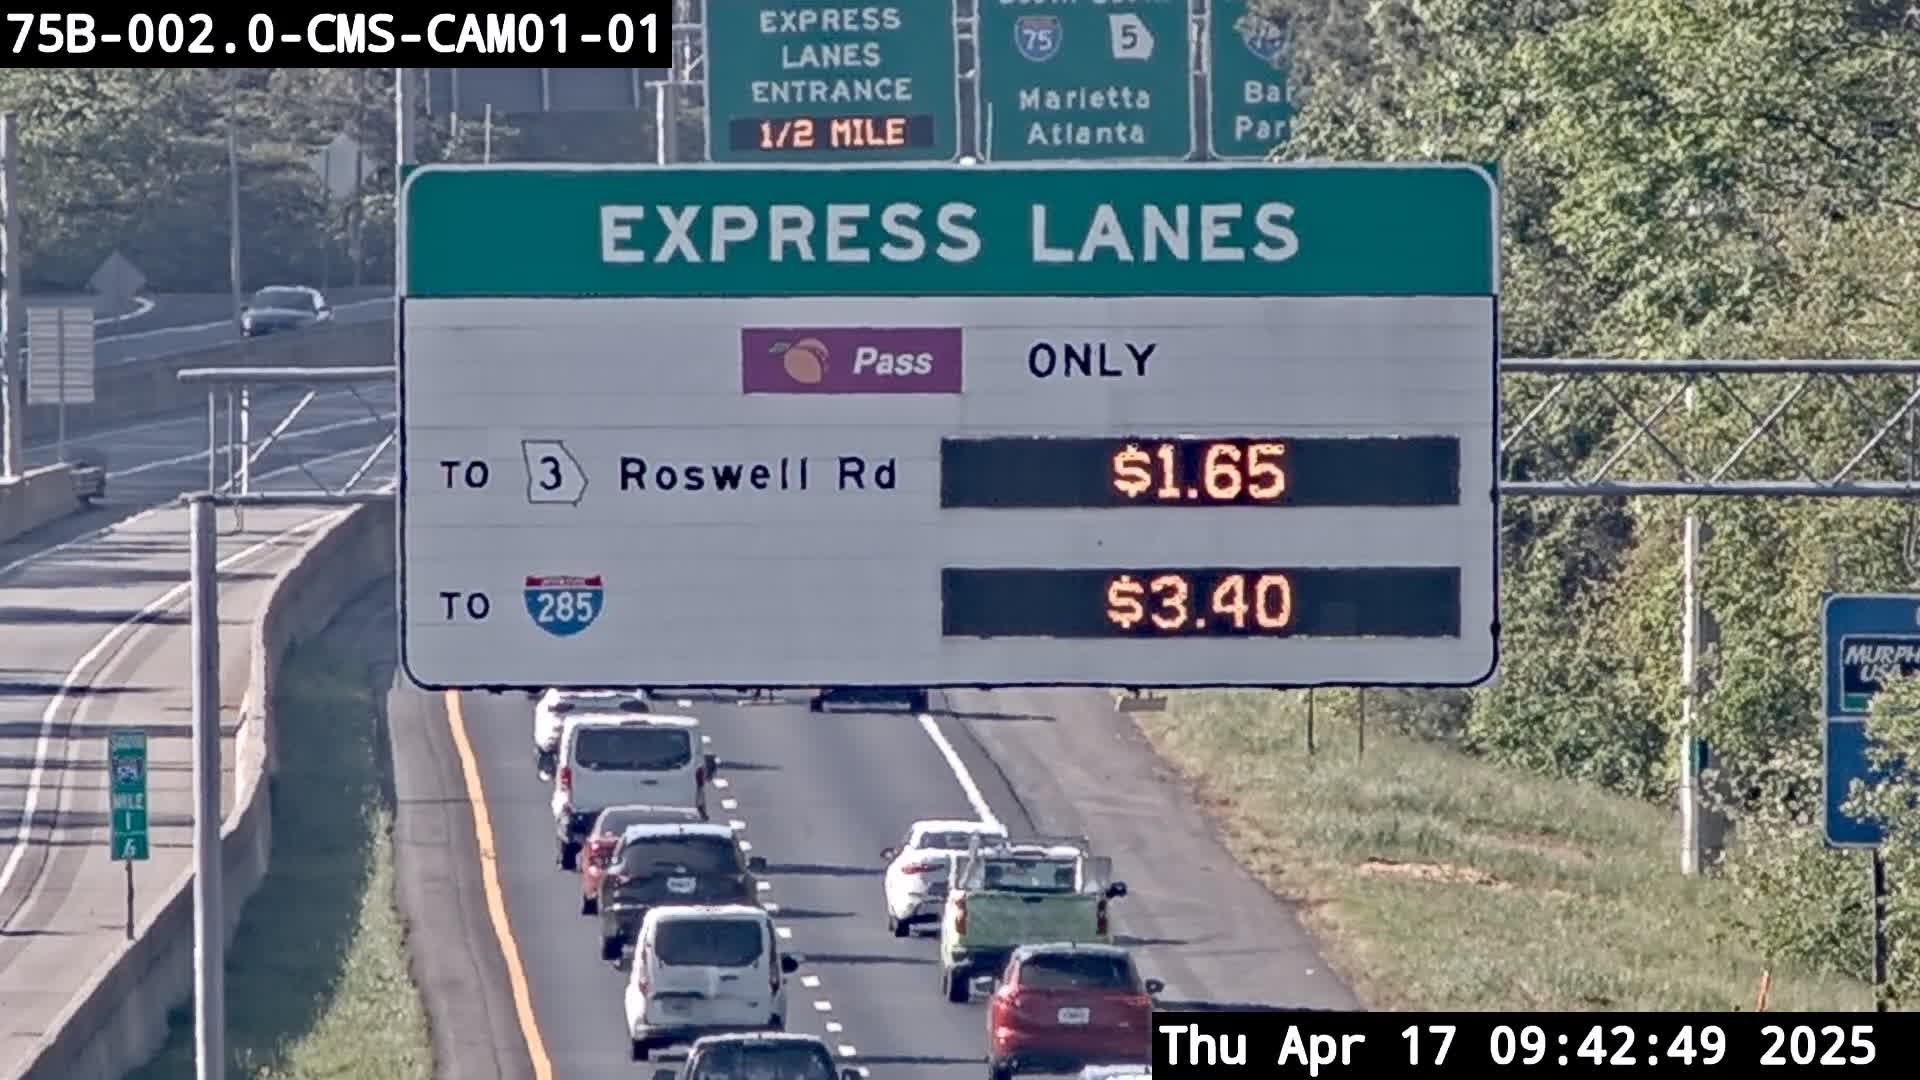 75B-002.0-CMS-CAM01-01
EXPRESS
LANES
ENTRANCE
1/2 MILE
75
5
Marietta
Atlanta
EXPRESS LANES
Pass ONLY
TO 3 Roswell Rd $1.65
TO 285 $3.40
MILE
1
Thu Apr 17 09:42:49 2025